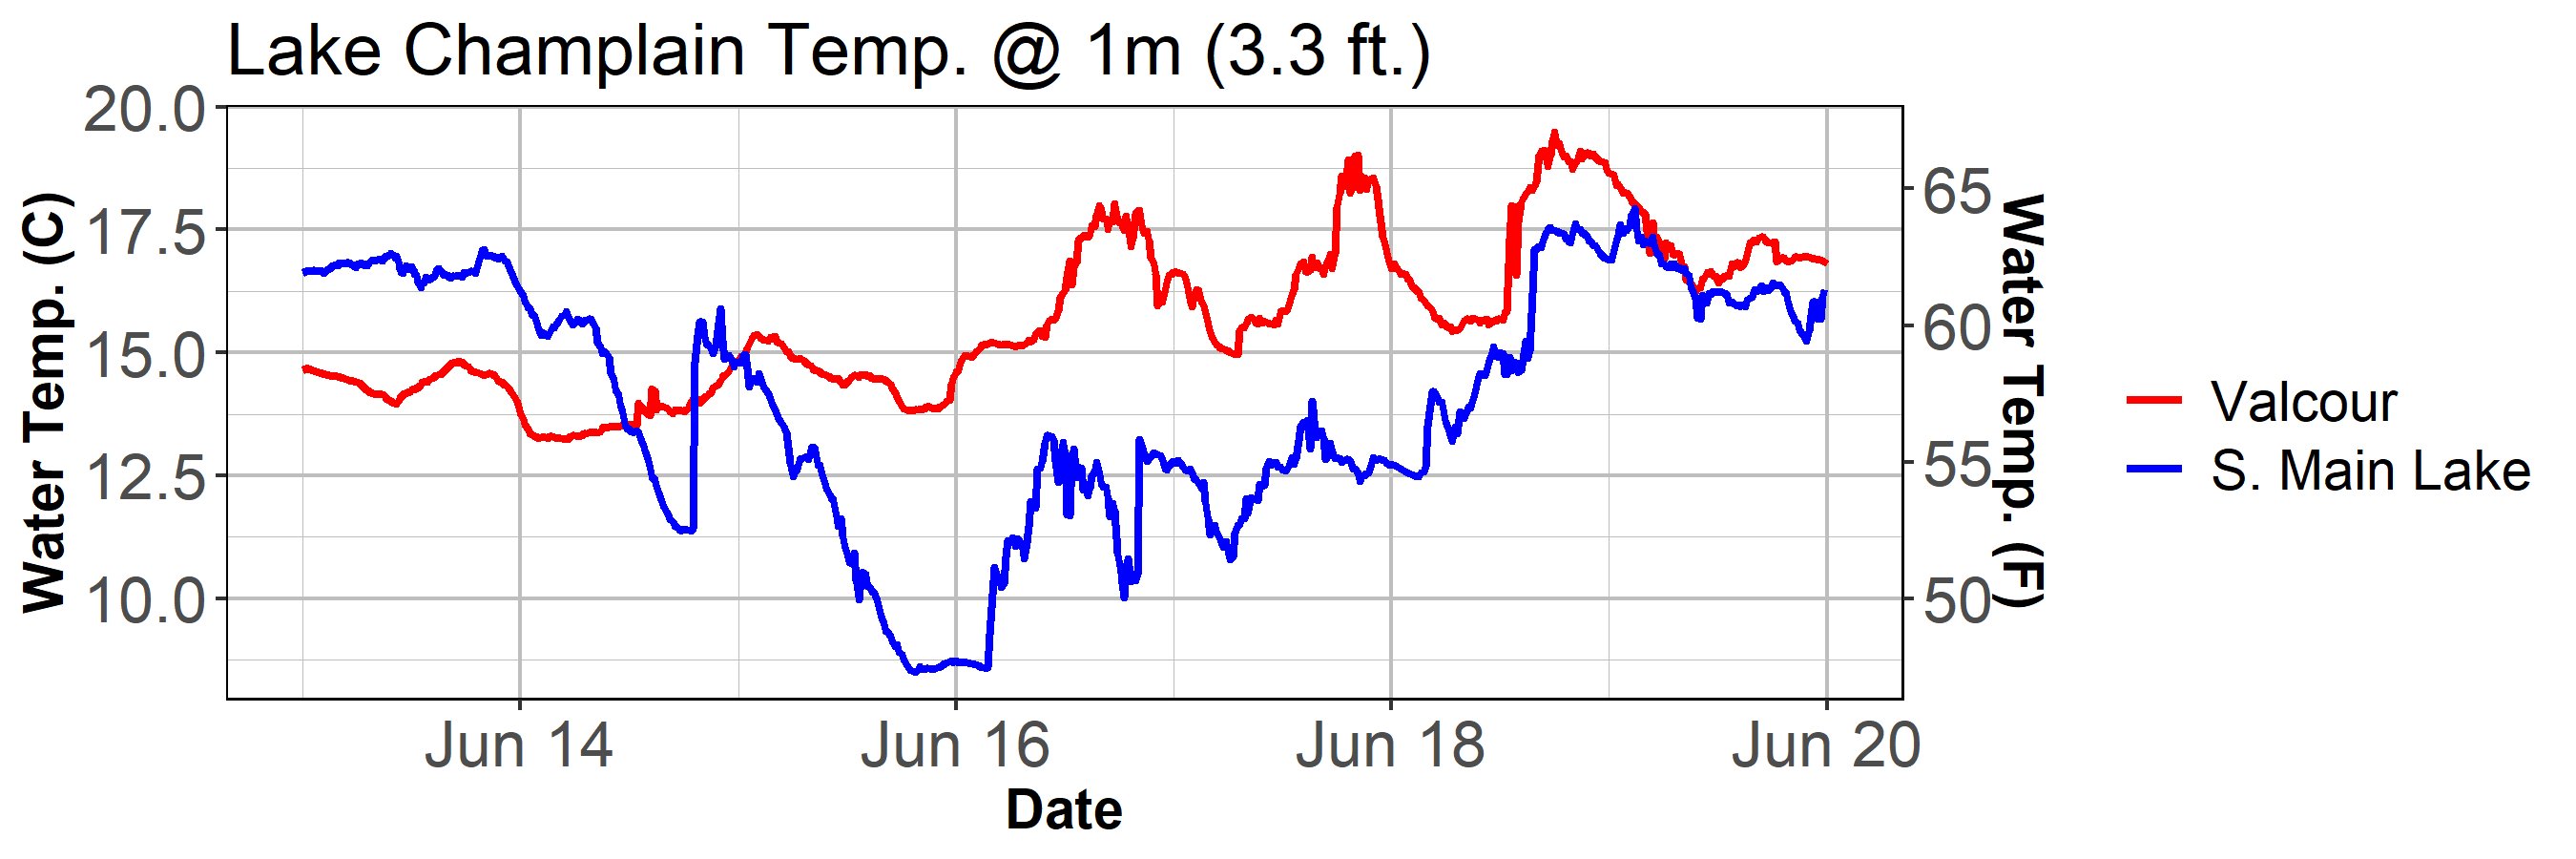 Lake Champlain Temp. @ 1m (3.3 ft.)
Water Temp. (C)
20.0
17.5
15.0
12.5
10.0
65
60
55
50
Water Temp. (F)
Jun 14
Jun 16
Jun 18
Jun 20
Date
Valcour
S. Main Lake